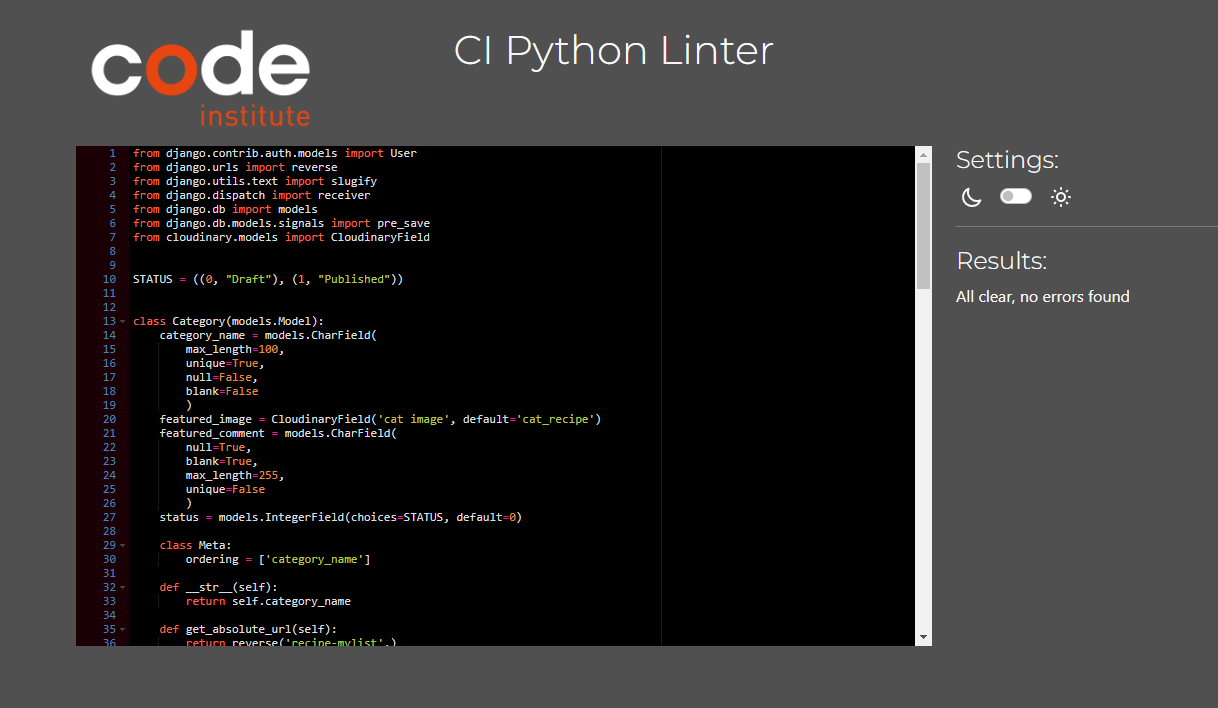 code
institute
CI Python Linter
1 from django.contrib.auth.models import User
2 from django.urls import reverse
3 from django.utils.text import slugify
4 from django.dispatch import receiver
5 from django.db import models
6 from django.db.models.signals import pre_save
7 from cloudinary.models import CloudinaryField
8
9
10 STATUS = ((0, "Draft"), (1, "Published"))
11
12
13 class Category(models.Model):
14     category_name = models.CharField(
15         max_length=100,
16         unique=True,
17         null=False,
18         blank=False
19         )
20     featured_image = CloudinaryField('cat image', default='cat_recipe')
21     featured_comment = models.CharField(
22         null=True,
23         blank=True,
24         max_length=255,
25         unique=False
26         )
27     status = models.IntegerField(choices=STATUS, default=0)
28
29     class Meta:
30         ordering = ['category_name']
31
32     def __str__(self):
33         return self.category_name
34
35     def get_absolute_url(self):
36         return reverse('recipe-mylist',)
Settings:
Results:
All clear, no errors found